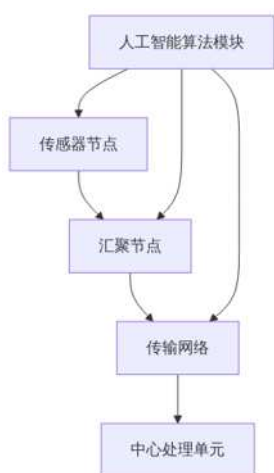 人工智能算法模块
传感器节点
汇聚节点
传输网络
中心处理单元